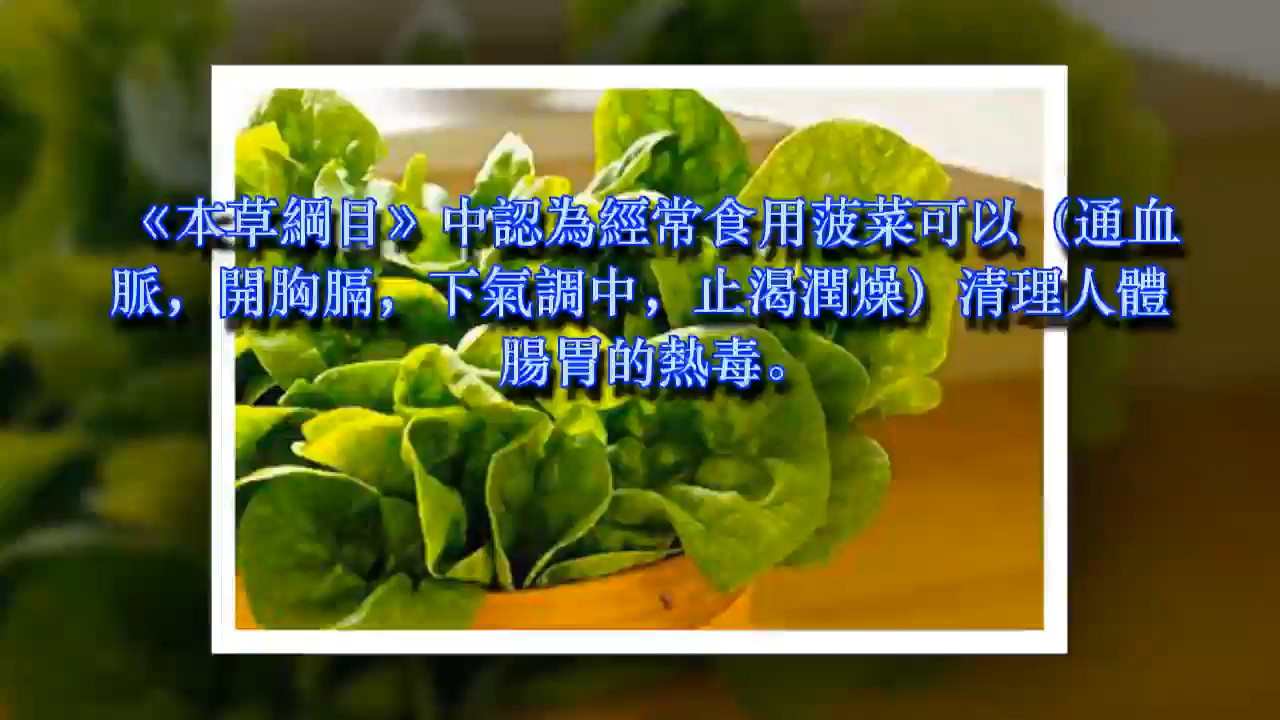 《本草綱目》中認為經常食用菠菜可以（通血
脈，開胸膈，下氣調中，止渴潤燥）清理人體
腸胃的熱毒。